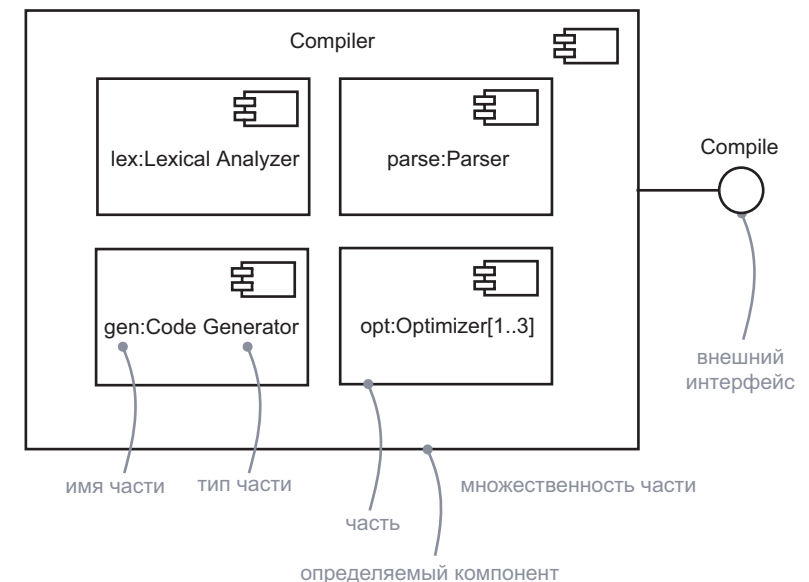 Compiler
lex:Lexical Analyzer
parse:Parser
Compile
gen:Code Generator
opt:Optimizer[1..3]
внешний
интерфейс
имя части
тип части
множественность части
часть
определяемый компонент